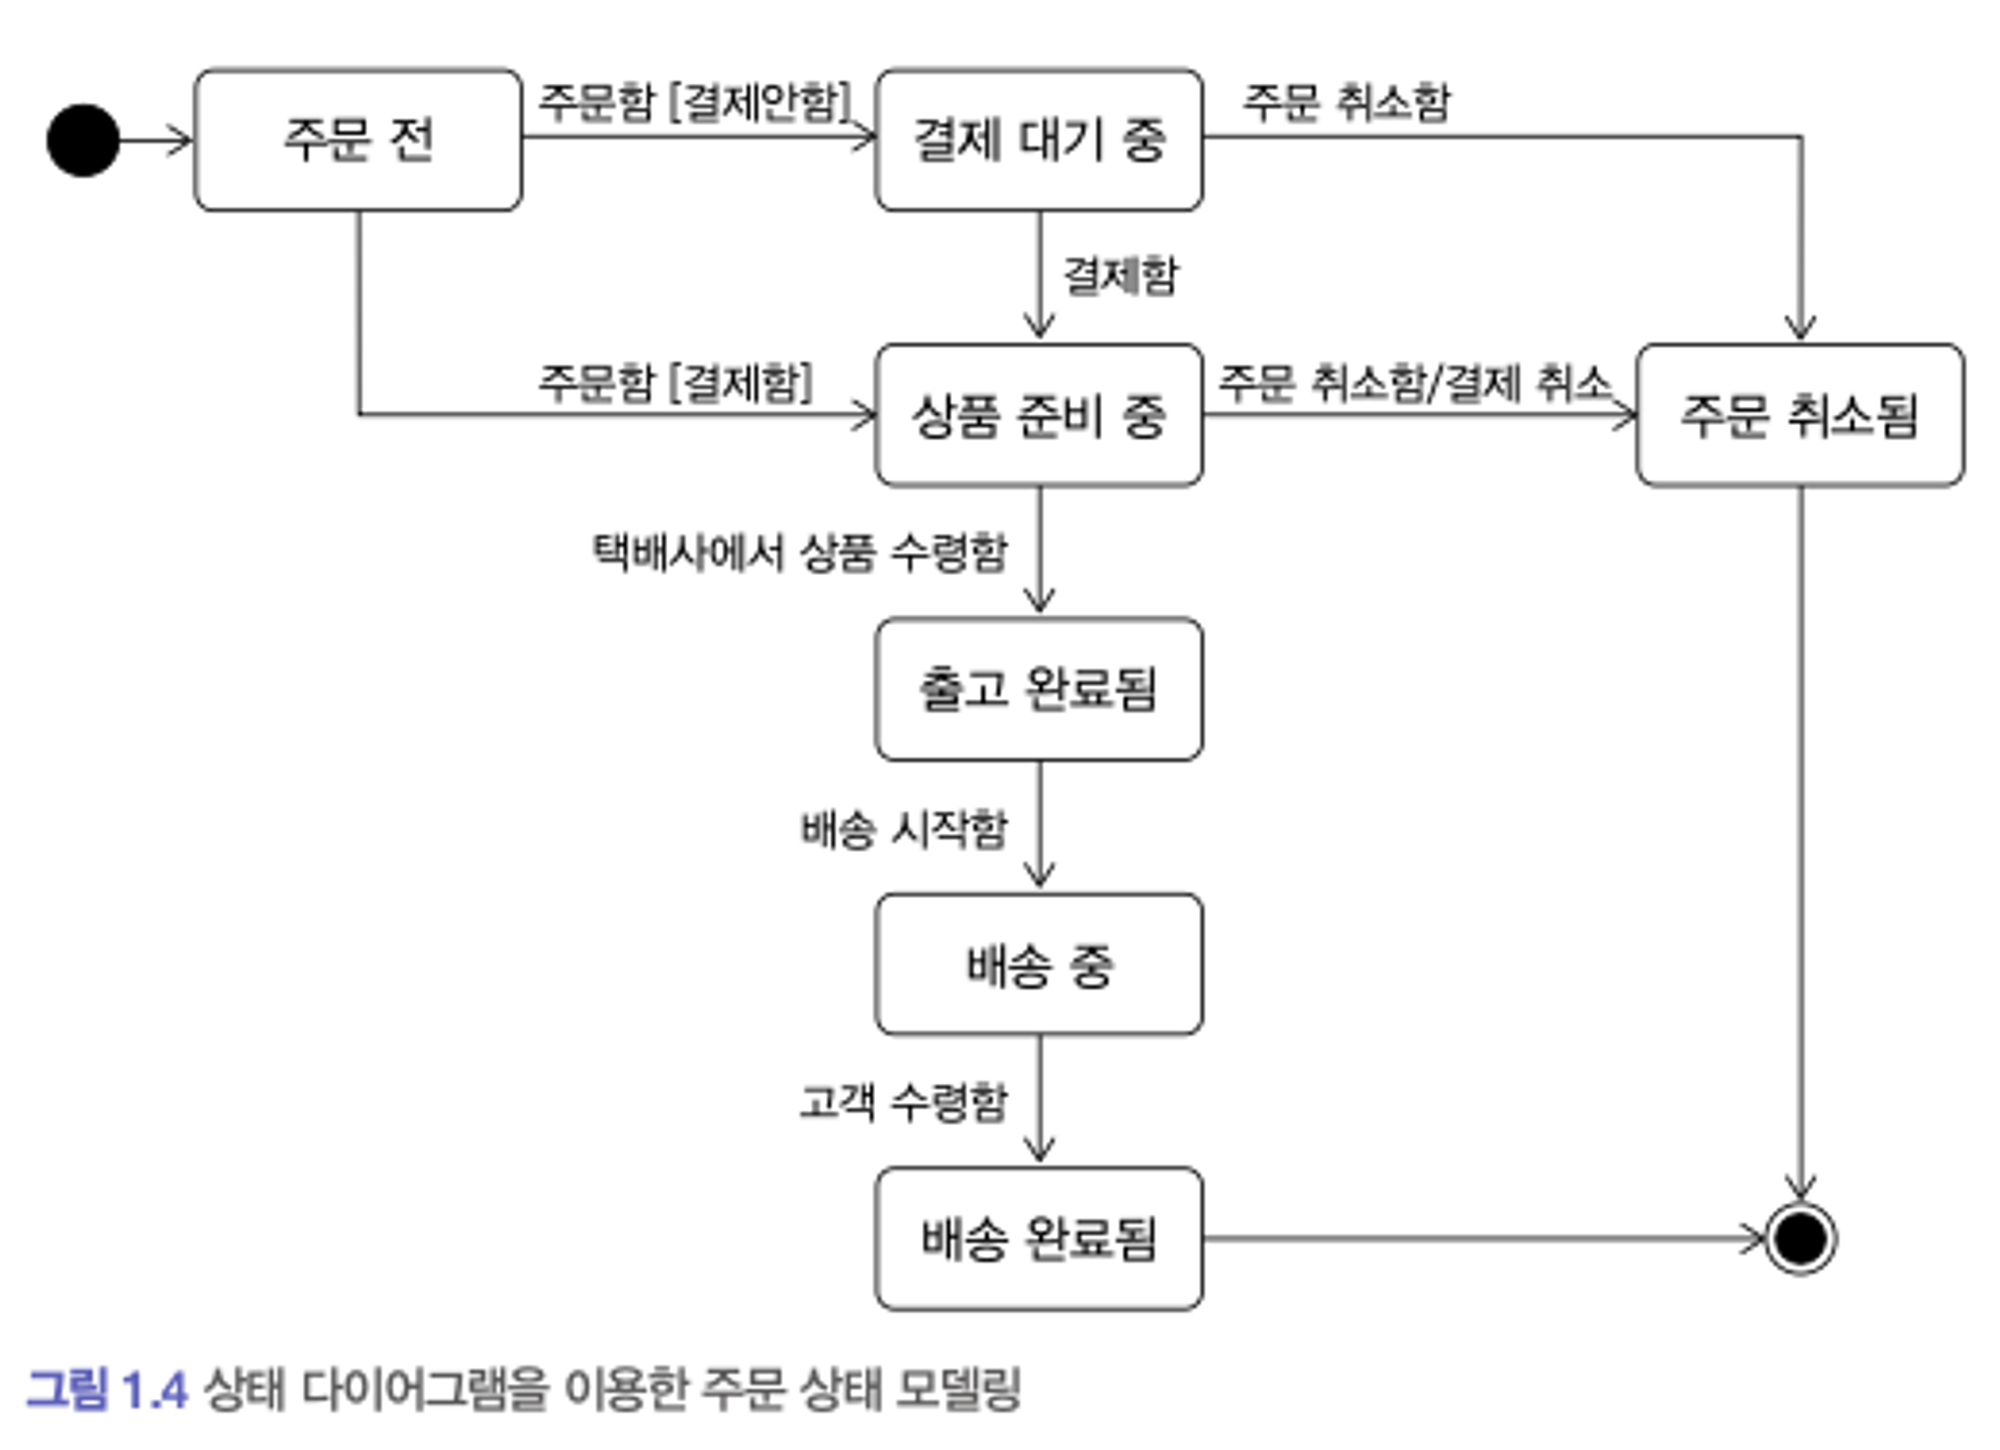 주문함 [결제안함]
주문 취소함
주문 전
결제 대기 중
결제함
주문함 [결제함]
주문 취소함/결제 취소
상품 준비 중
주문 취소됨
택배사에서 상품 수령함
출고 완료됨
배송 시작함
배송 중
고객 수령함
배송 완료됨
그림 1.4 상태 다이어그램을 이용한 주문 상태 모델링